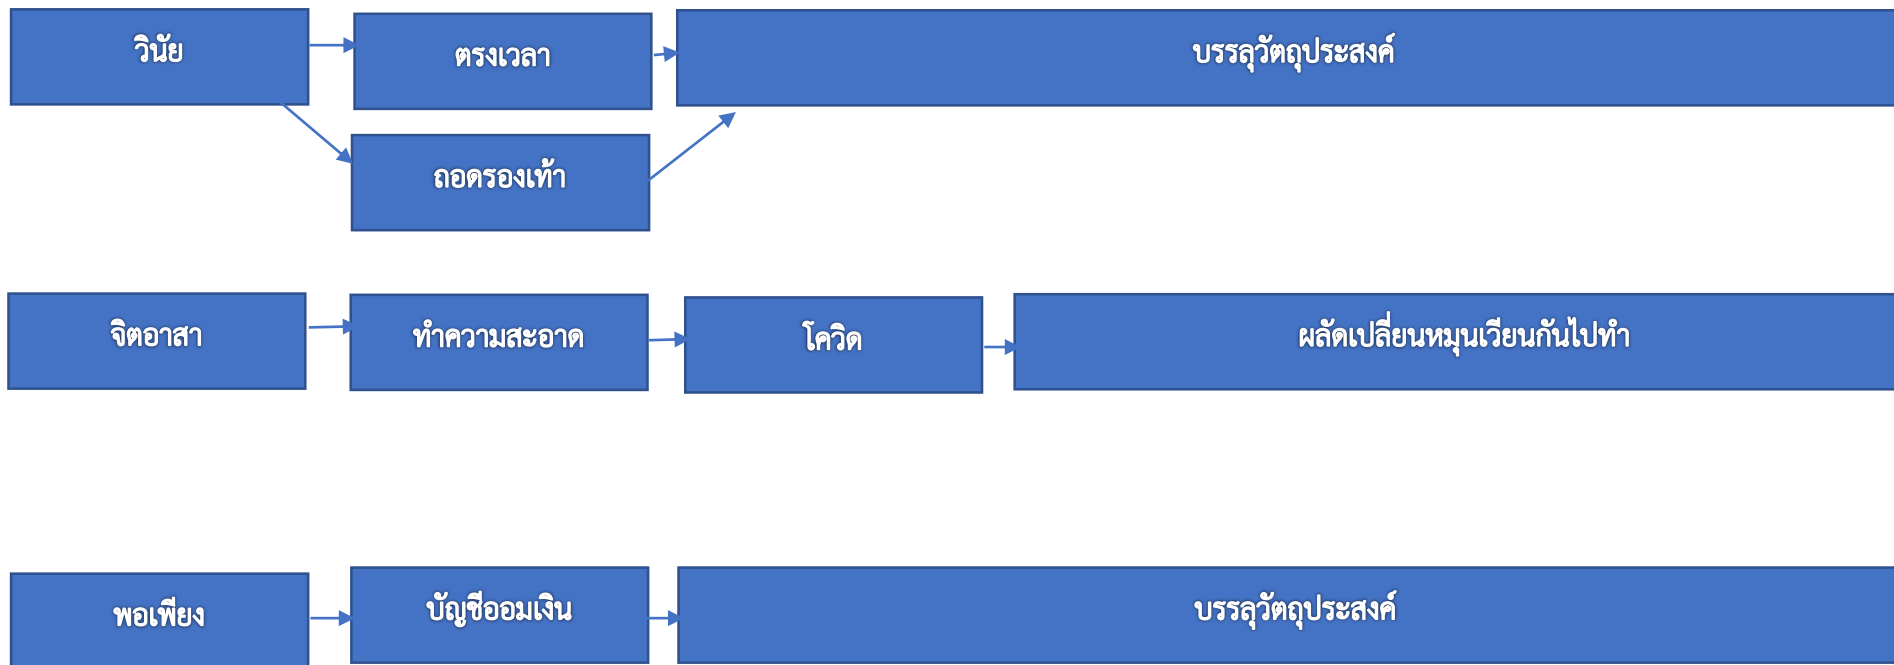 วินัย
ตรงเวลา
บรรลุวัตถุประสงค์
ถอดรองเท้า
จิตอาสา
ทำความสะอาด
โควิด
ผลัดเปลี่ยนหมุนเวียนกันไปทำ
พอเพียง
บัญชีออมเงิน
บรรลุวัตถุประสงค์